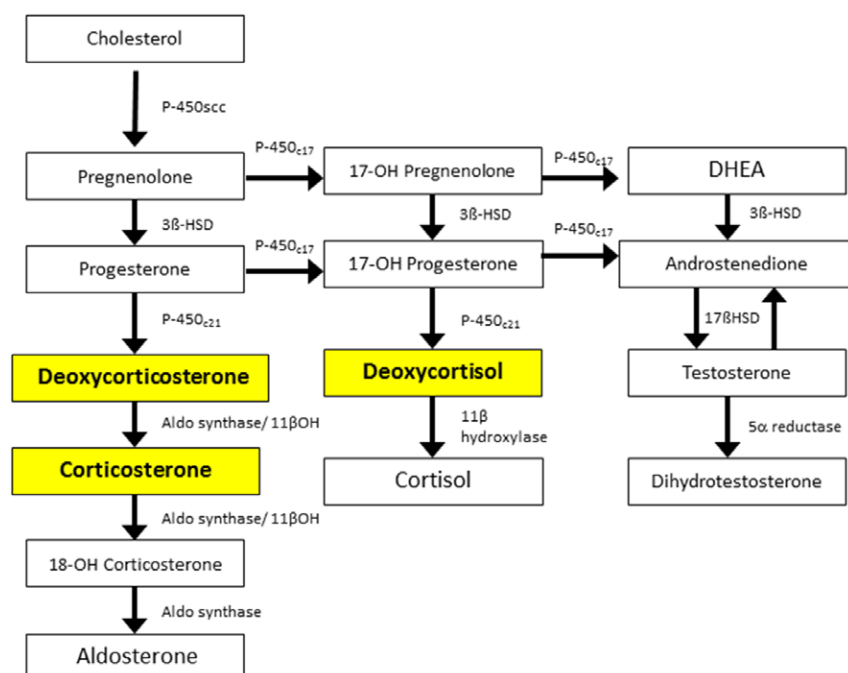 Cholesterol
P-450scc
P-450c17
P-450c17
Pregnenolone
17-OH Pregnenolone
DHEA
3ß-HSD
3ß-HSD
3ß-HSD
P-450c17
P-450c17
Progesterone
17-OH Progesterone
Androstenedione
P-450c21
P-450c21
17ßHSD
Deoxycorticosterone
Deoxycortisol
Testosterone
Aldo synthase/ 11βOH
11β
hydroxylase
5α reductase
Corticosterone
Cortisol
Dihydrotestosterone
Aldo synthase/ 11βOH
18-OH Corticosterone
Aldo synthase
Aldosterone